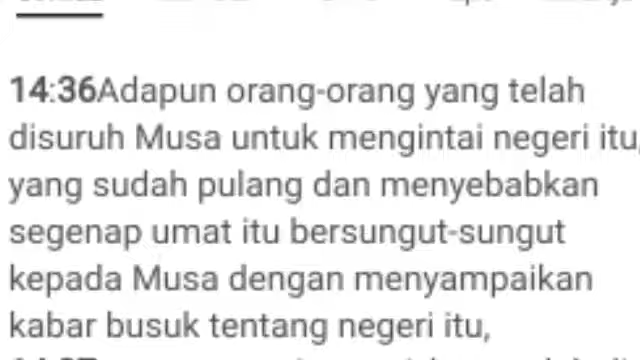 14:36Adapun orang-orang yang telah
disuruh Musa untuk mengintai negeri itu,
yang sudah pulang dan menyebabkan
segenap umat itu bersungut-sungut
kepada Musa dengan menyampaikan
kabar busuk tentang negeri itu,